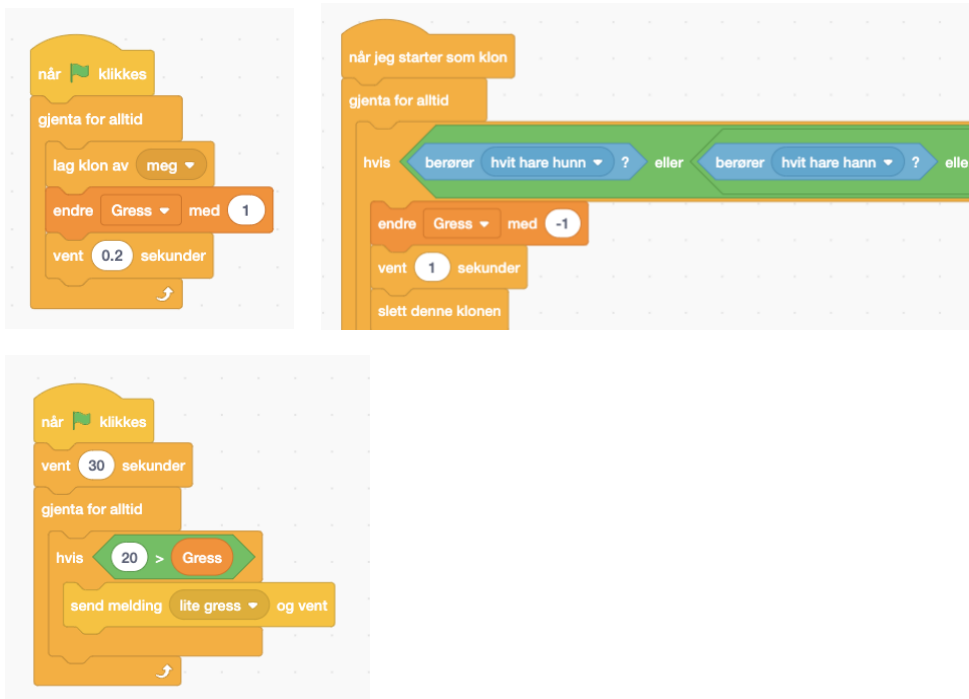 når klikkes
gjenta for alltid
lag klon av meg
endre Gress med 1
vent 0.2 sekunder
når jeg starter som klon
gjenta for alltid
hvis berører hvit hare hunn ? eller berører hvit hare hann ? elle
endre Gress med -1
vent 1 sekunder
slett denne klonen
når klikkes
vent 30 sekunder
gjenta for alltid
hvis 20 > Gress
send melding lite gress og vent